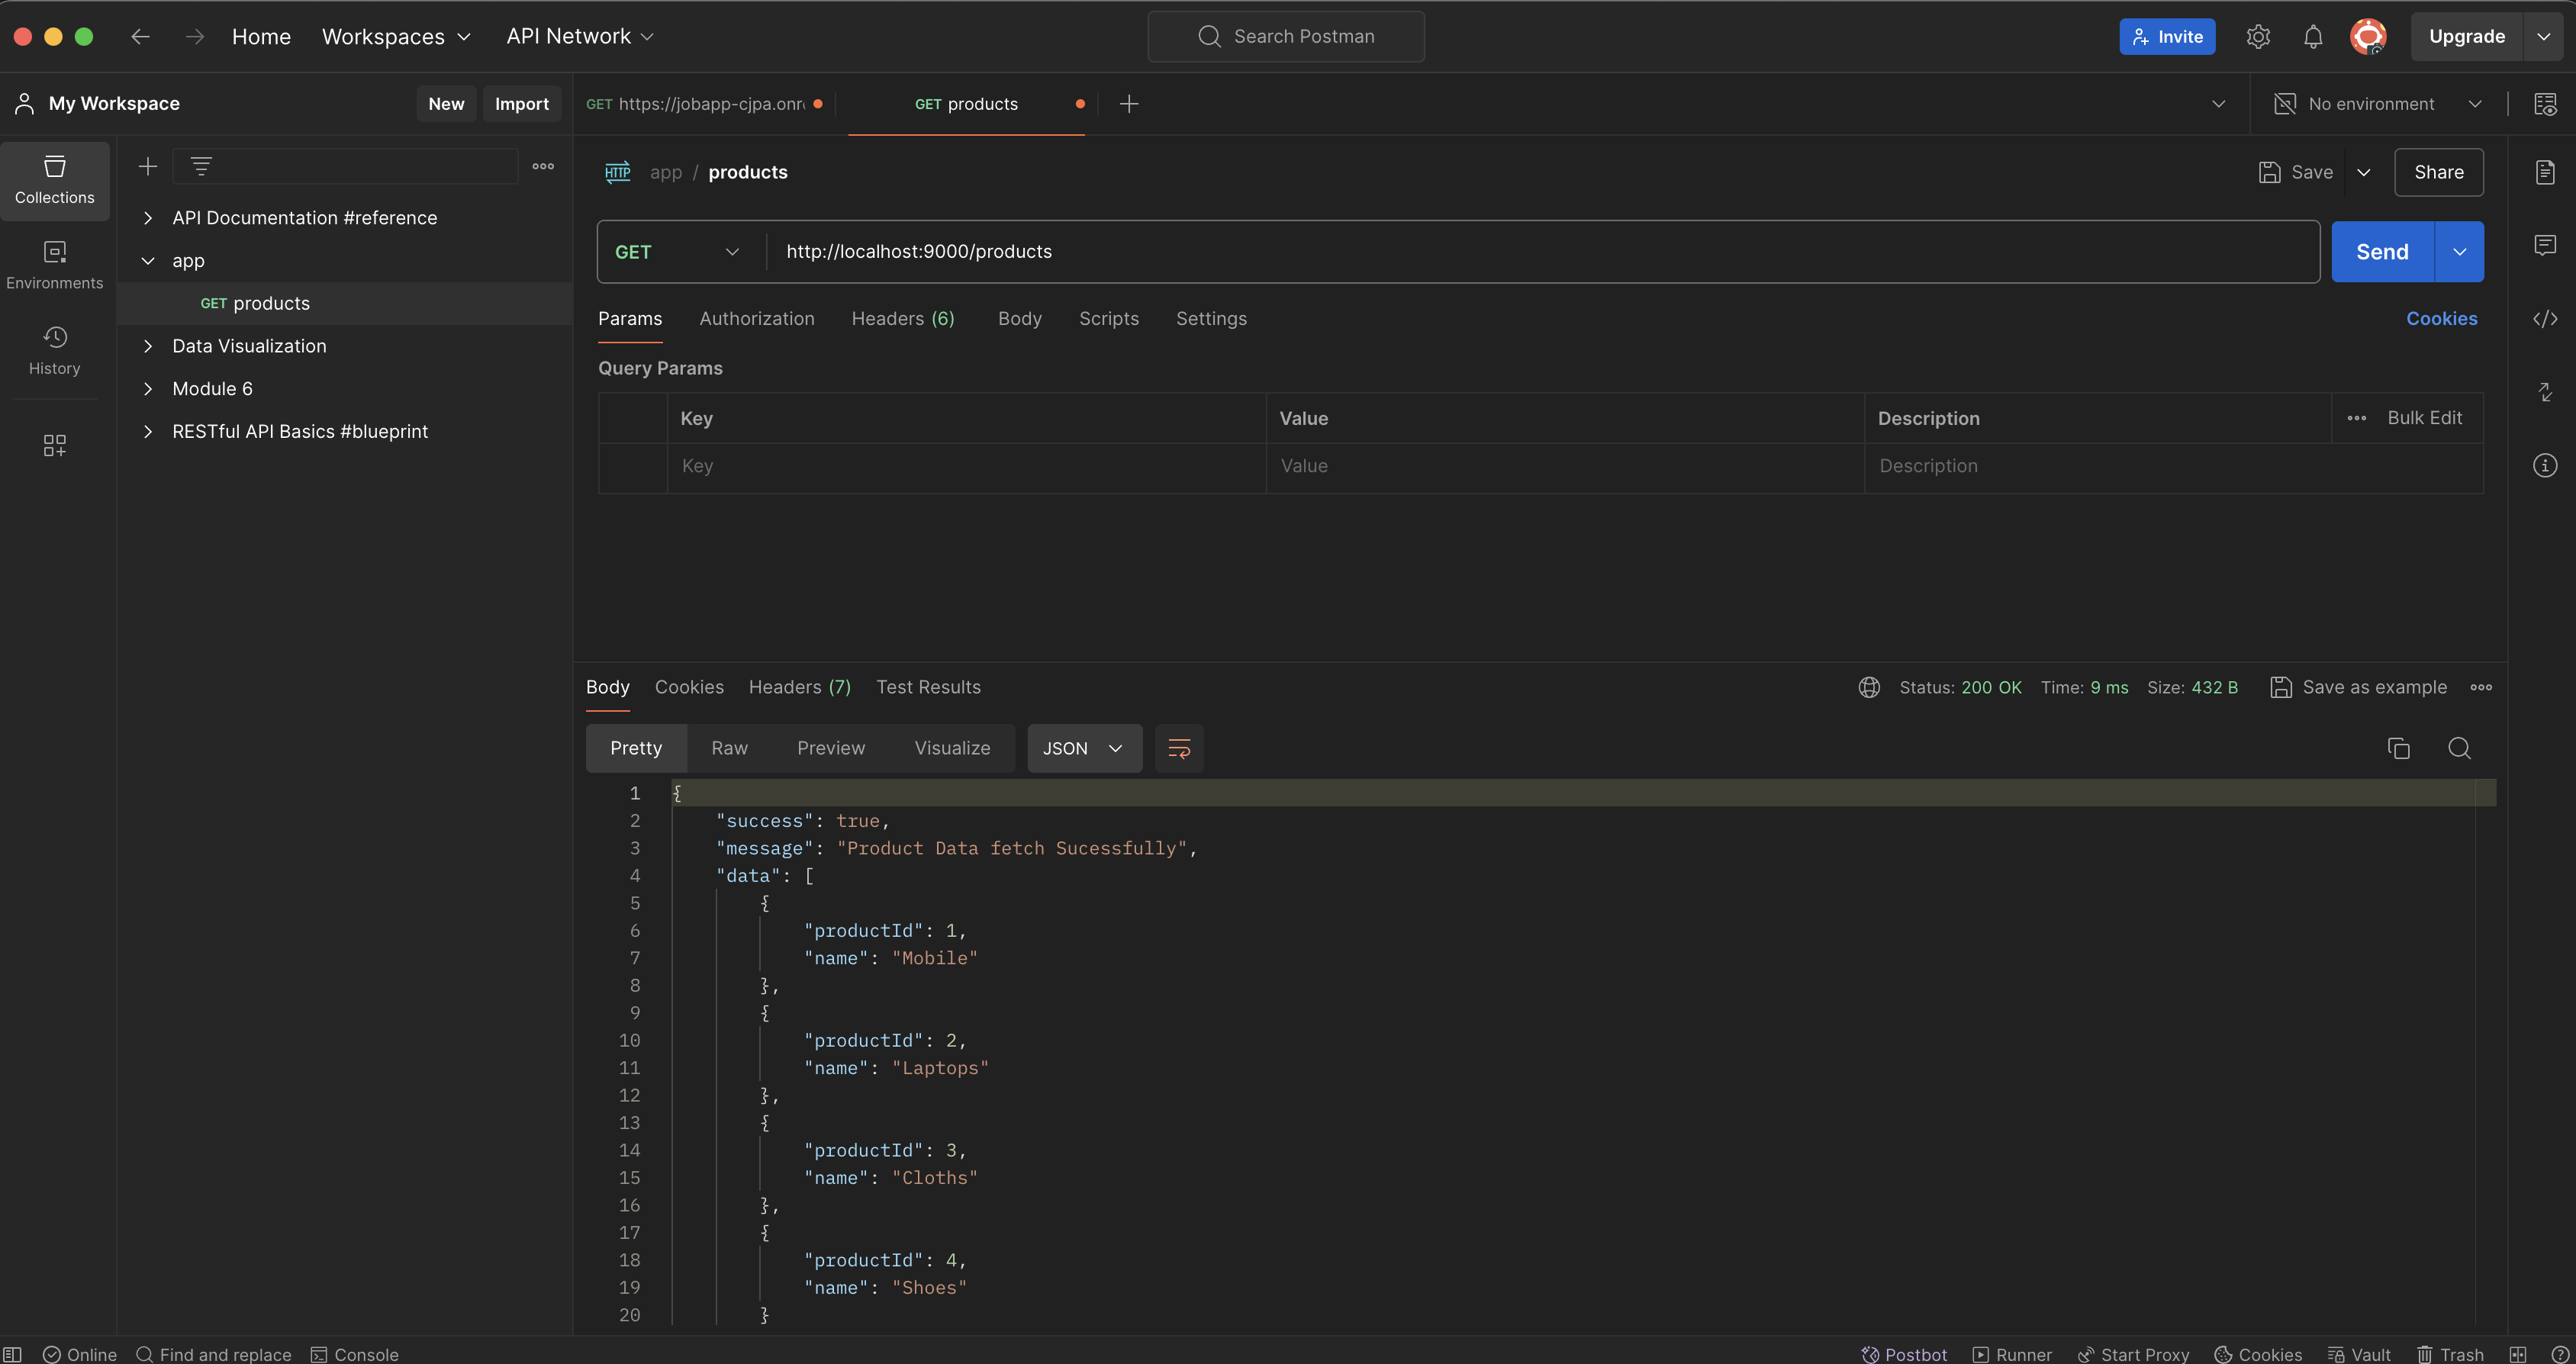 Home Workspaces API Network Search Postman Invite Upgrade
My Workspace New Import GET https://jobapp-cjpa.onr GET products No environment
Collections
Environments
History
API Documentation #reference
app
GET products
Data Visualization
Module 6
RESTful API Basics #blueprint
HTTP app / products Save Share
GET http://localhost:9000/products Send
Params Authorization Headers (6) Body Scripts Settings Cookies
Query Params
Key Value Description Bulk Edit
Key Value Description
Body Cookies Headers (7) Test Results Status: 200 OK Time: 9 ms Size: 432 B Save as example
Pretty Raw Preview Visualize JSON
1 {
2 "success": true,
3 "message": "Product Data fetch Sucessfully",
4 "data": [
5 {
6 "productId": 1,
7 "name": "Mobile"
8 },
9 {
10 "productId": 2,
11 "name": "Laptops"
12 },
13 {
14 "productId": 3,
15 "name": "Cloths"
16 },
17 {
18 "productId": 4,
19 "name": "Shoes"
20 }
Online Find and replace Console Postbot Runner Start Proxy Cookies Vault Trash